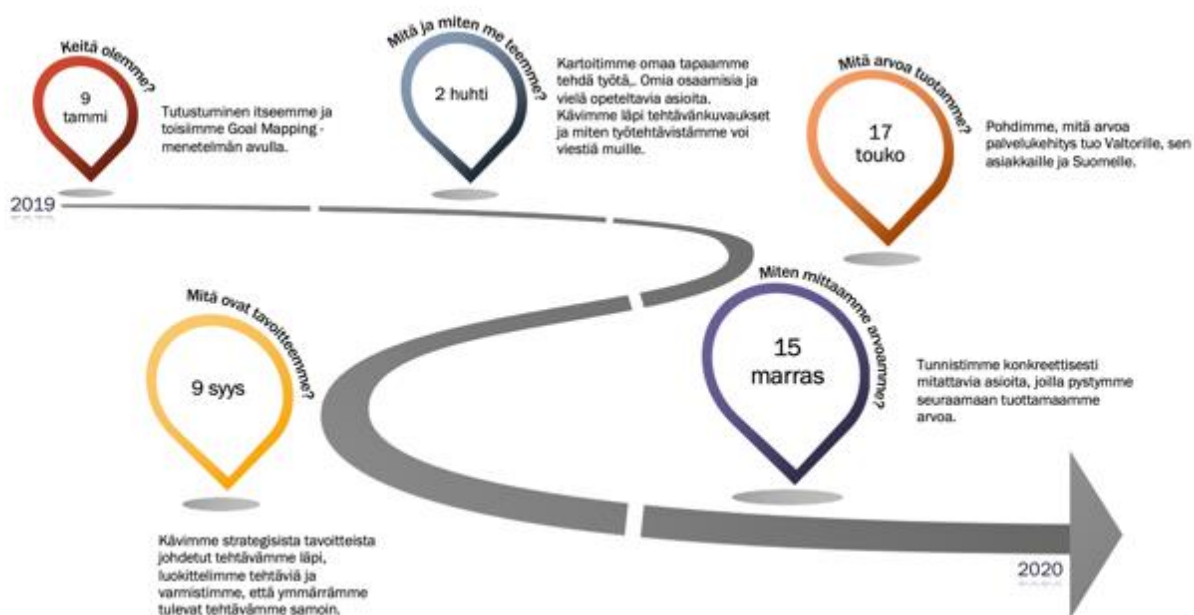 Keitä olemme?
9
tammi
Tutustuminen itseemme ja
toisiimme Goal Mapping -
menetelmän avulla.
Mitä ja miten me teemme?
2 huhti
Kartoitimme omaa tapaamme
tehdä työtä,. Omia osaamisia ja
vielä opeteltavia asioita.
Kävimme läpi tehtävänkuvaukset
ja miten työtehtävistämme voi
viestiä muille.
Mitä arvoa tuotamme?
17
touko
Pohdimme, mitä arvoa
palvelukehitys tuo Valtorille, sen
asiakkaille ja Suomelle.
2019
Mitä ovat tavoitteemme?
9 syys
Kävimme strategisista tavoitteista
johdetut tehtävämme läpi,
luokittelimme tehtäviä ja
varmistimme, että ymmärrämme
tulevat tehtävämme samoin.
Miten mittaamme arvoamme?
15
marras
Tunnistimme konkreettisesti
mitattavia asioita, joilla pystymme
seuraamaan tuottamaamme
arvoa.
2020